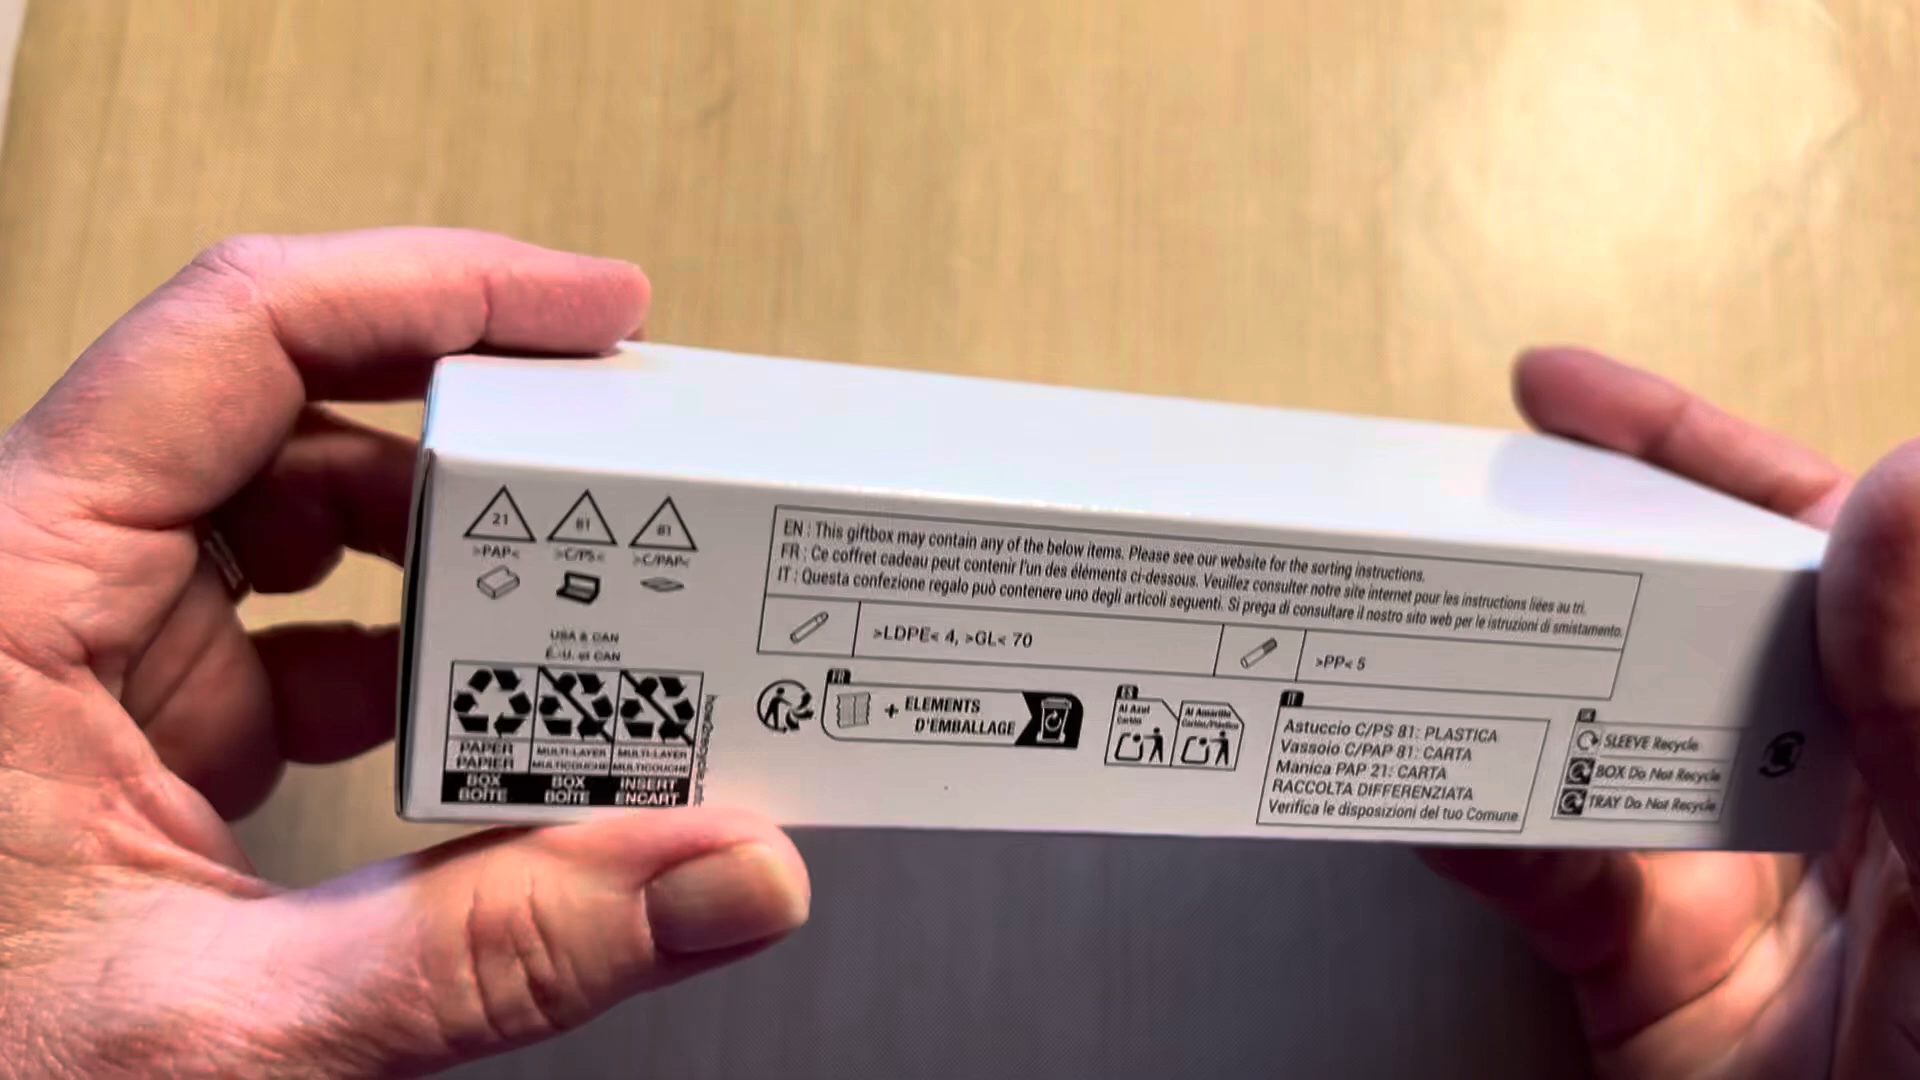 21
81
81
>PAP<
>C/PS<
>C/PAP<
USA & CAN
É.-U. et CAN
PAPER
PAPIER
MULTI-LAYER
MULTICOUCHE
MULTI-LAYER
MULTICOUCHE
BOX
BOÎTE
BOX
BOÎTE
INSERT
ENCART
how2recycle.info
EN : This giftbox may contain any of the below items. Please see our website for the sorting instructions.
FR : Ce coffret cadeau peut contenir l'un des éléments ci-dessous. Veuillez consulter notre site internet pour les instructions liées au tri.
IT : Questa confezione regalo può contenere uno degli articoli seguenti. Si prega di consultare il nostro sito web per le istruzioni di smistamento.
>LDPE< 4, >GL< 70
>PP< 5
FR
+ ELEMENTS
D'EMBALLAGE
ES
Al Azul
Cartón
Al Amarillo
Cartón/Plástico
IT
Astuccio C/PS 81: PLASTICA
Vassoio C/PAP 81: CARTA
Manica PAP 21: CARTA
RACCOLTA DIFFERENZIATA
Verifica le disposizioni del tuo Comune
SLEEVE Recycle
BOX Do Not Recycle
TRAY Do Not Recycle